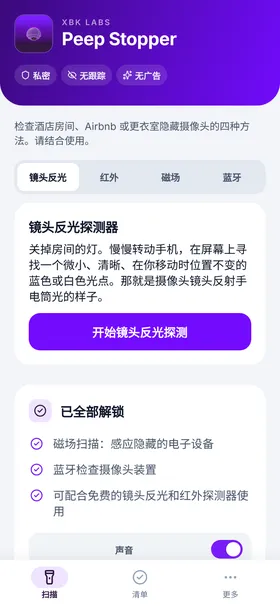 XBK LABS
Peep Stopper
私密
无跟踪
无广告
检查酒店房间、Airbnb 或更衣室隐藏摄像头的四种方
法。请结合使用。
镜头反光
红外
磁场
蓝牙
镜头反光探测器
关掉房间的灯。慢慢转动手机，在屏幕上寻
找一个微小、清晰、在你移动时位置不变的
蓝色或白色光点。那就是摄像头镜头反射手
电筒光的样子。
开始镜头反光探测
已全部解锁
磁场扫描：感应隐藏的电子设备
蓝牙检查摄像头装置
可配合免费的镜头反光和红外探测器使
用
声音
扫描
清单
更多